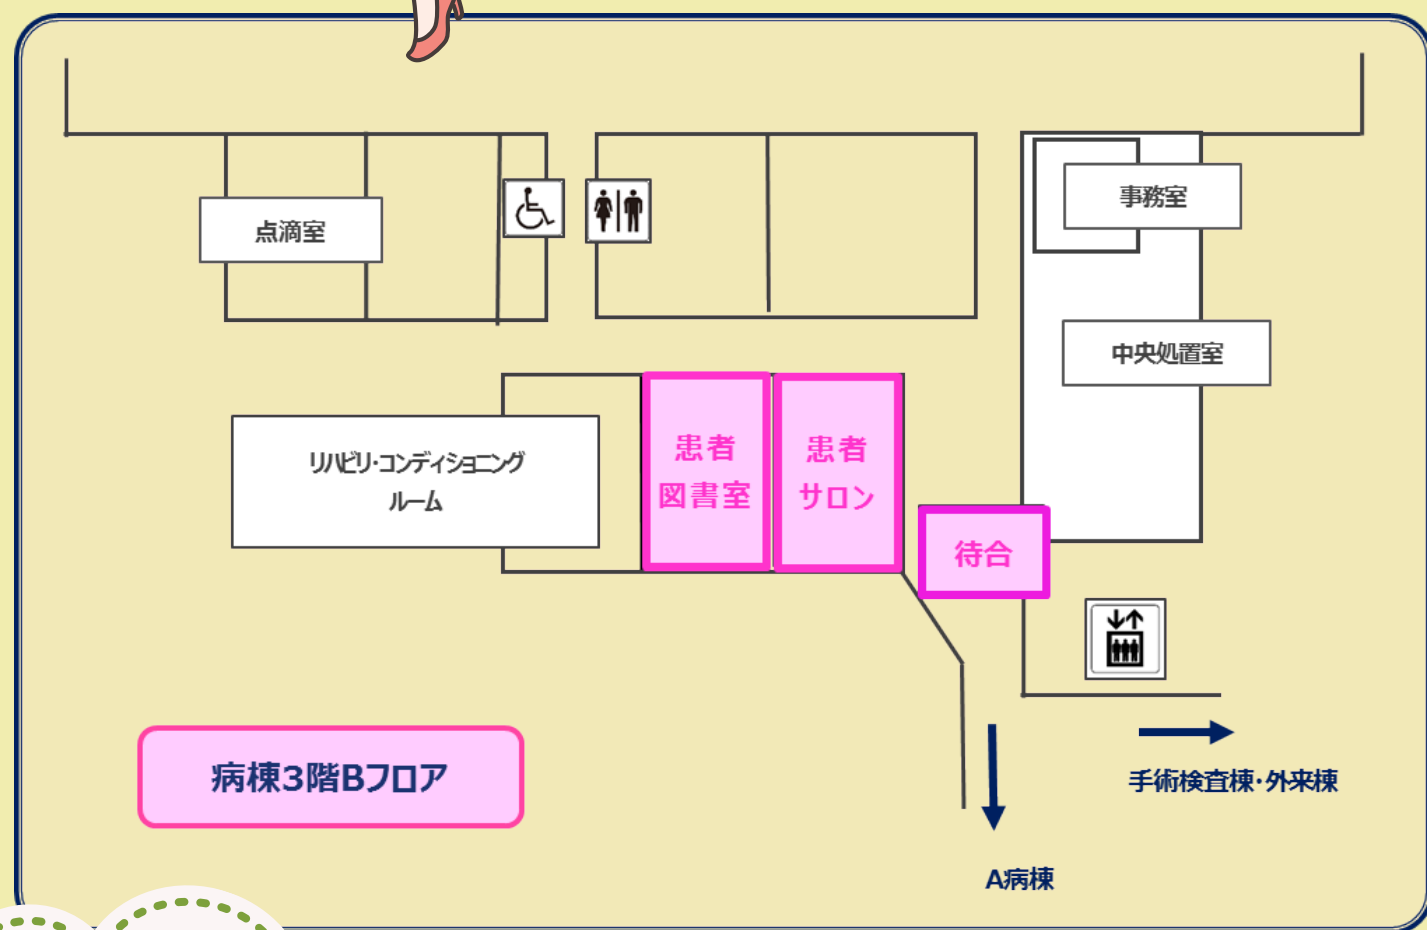 事務室
点滴室
中央処置室
リハビリ・コンディショニング
ルーム
患者
図書室
患者
サロン
待合
病棟3階Bフロア
手術検査棟・外来棟
A病棟